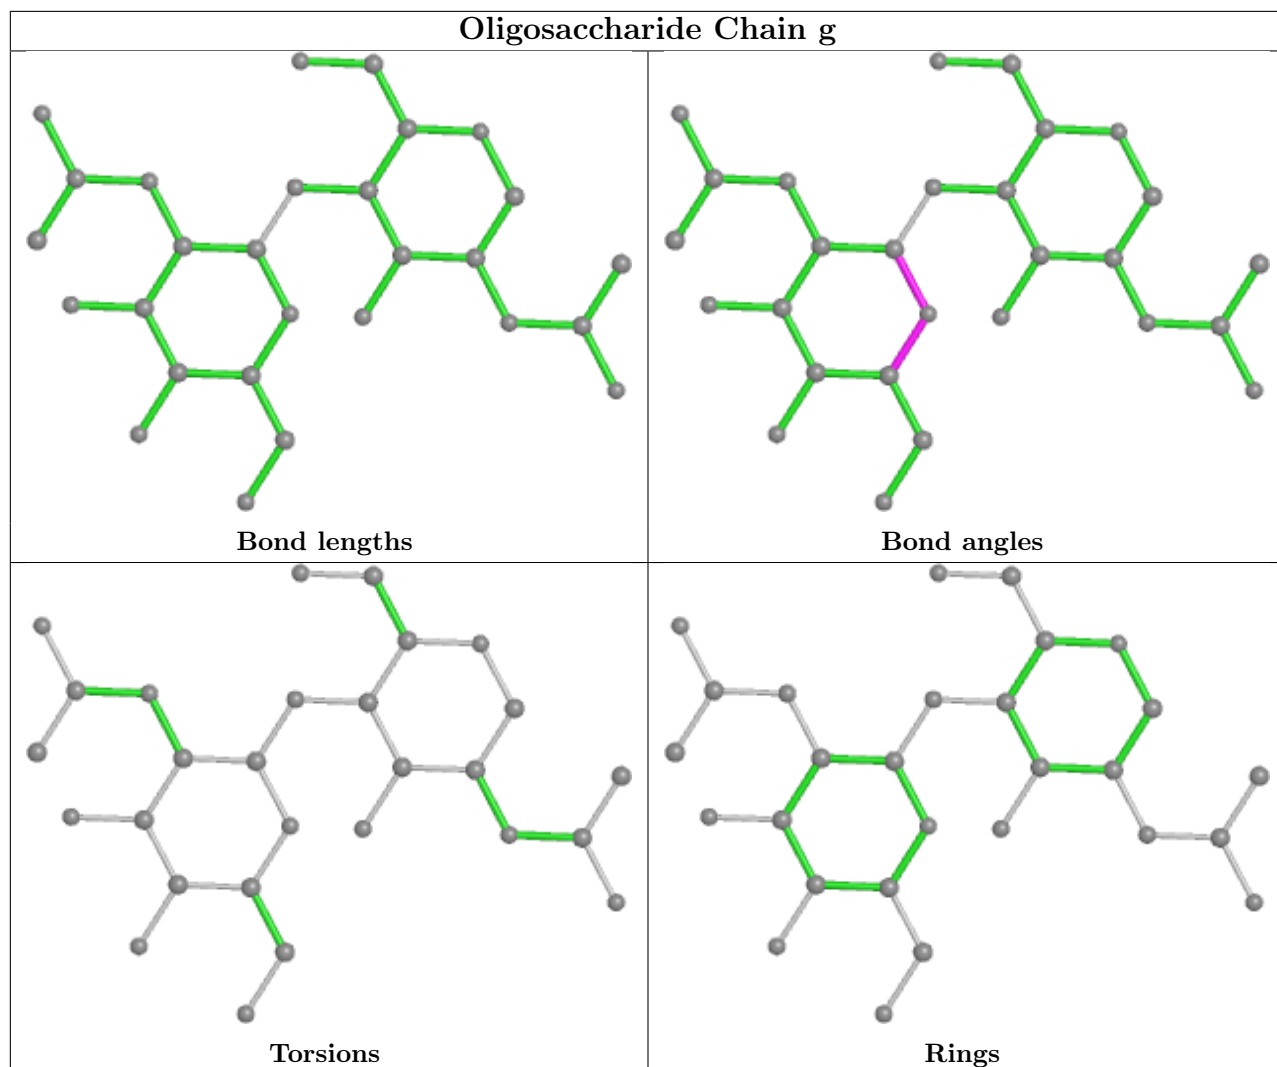 Oligosaccharide Chain g
Bond lengths
Bond angles
Torsions
Rings